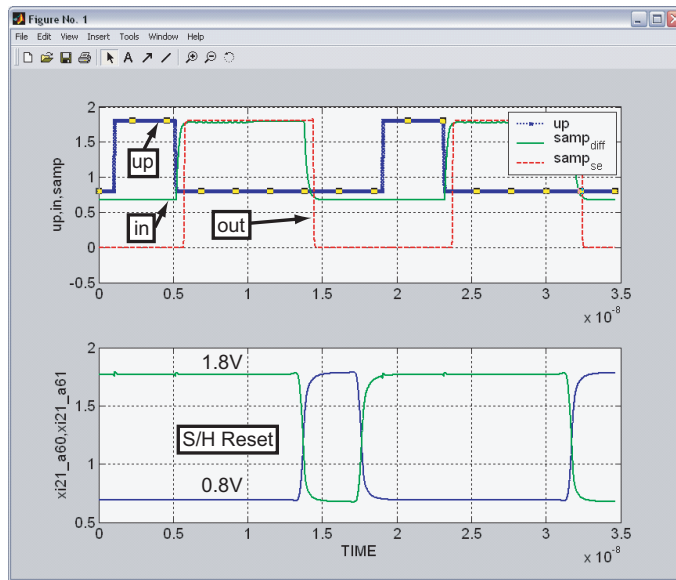 Figure No. 1
File Edit View Insert Tools Window Help
A
up,in,samp
2
1.5
1
0.5
0
-0.5
up
in
out
up
samp_diff
samp_se
0 0.5 1 1.5 2 2.5 3 3.5
x 10^-8
xi21_a60,xi21_a61
2
1.5
1
0.5
1.8V
S/H Reset
0.8V
0 0.5 1 1.5 2 2.5 3 3.5
TIME
x 10^-8